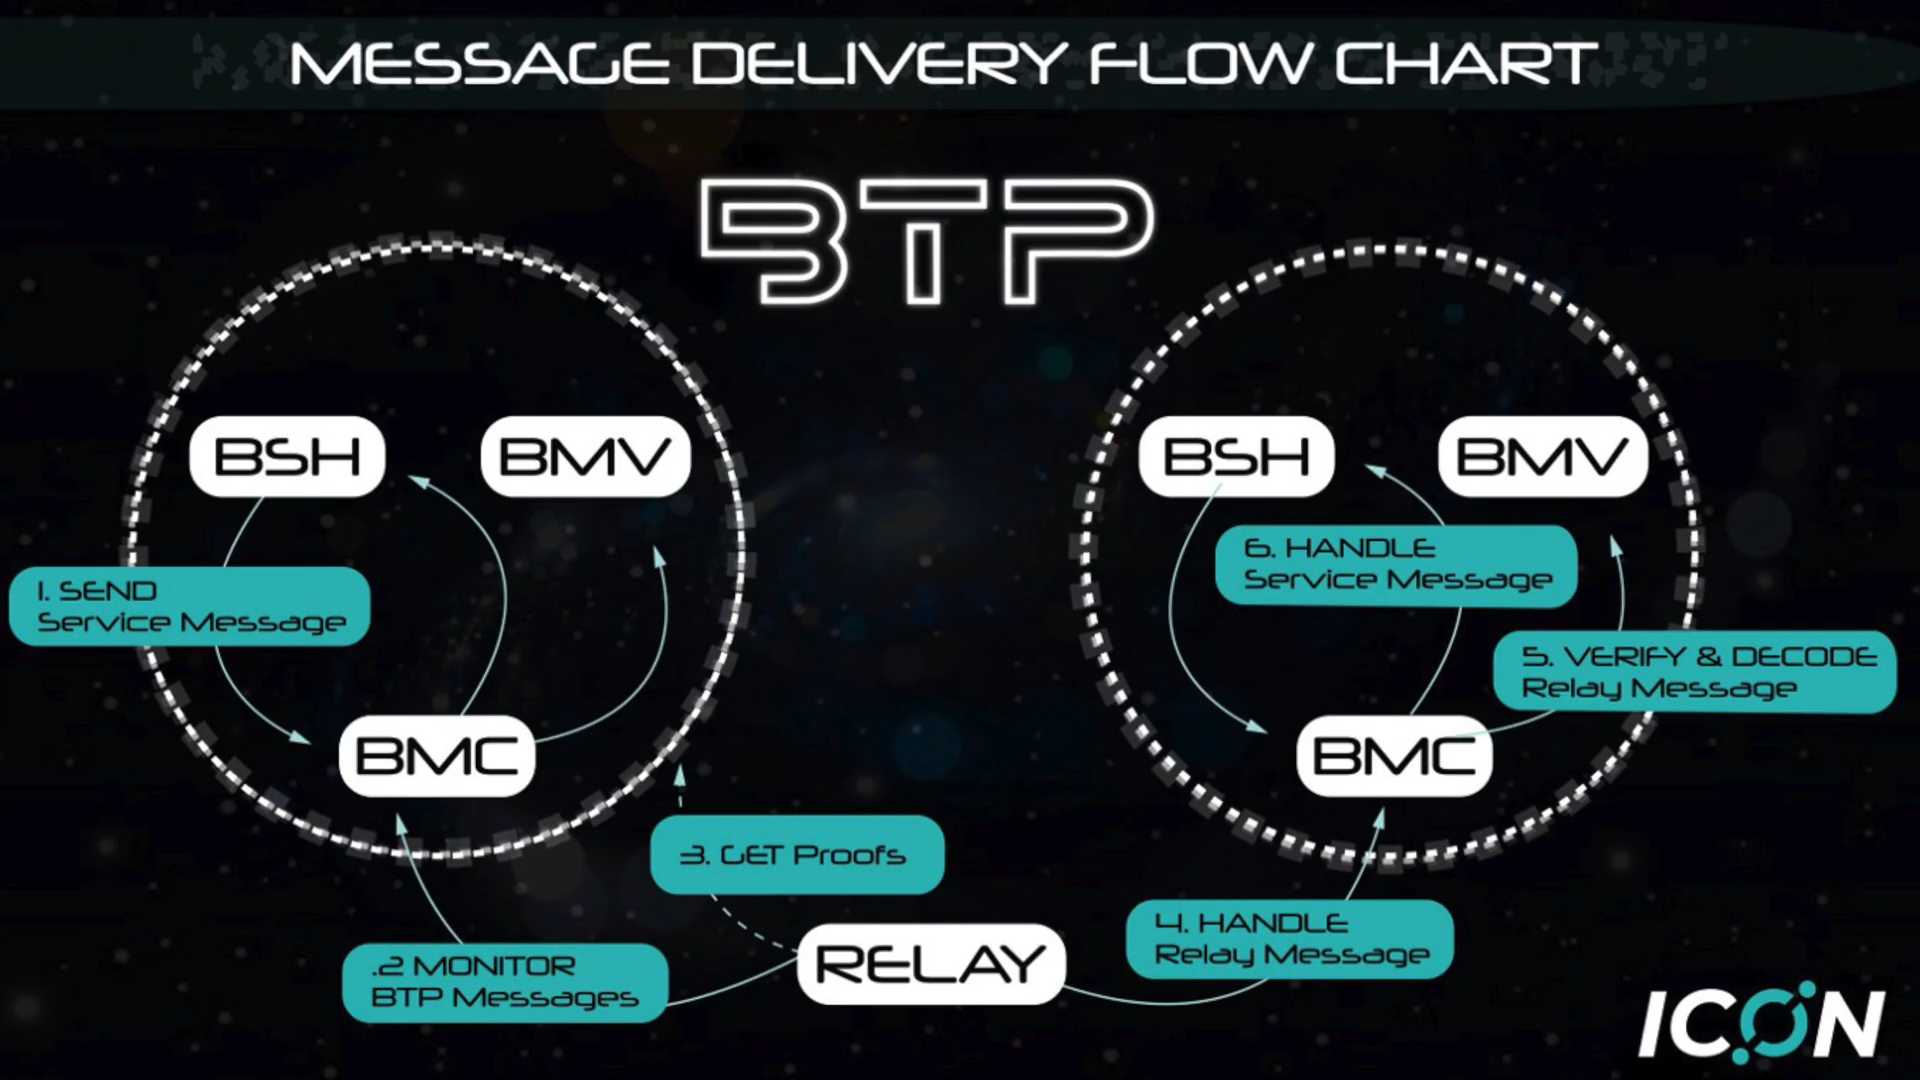 MESSAGE DELIVERY FLOW CHART
BTP
BSH
BMV
BSH
BMV
6. HANDLE
Service Message
1. SEND
Service Message
5. VERIFY & DECODE
Relay Message
BMC
BMC
3. GET Proofs
4. HANDLE
Relay Message
RELAY
.2 MONITOR
BTP Messages
ICON